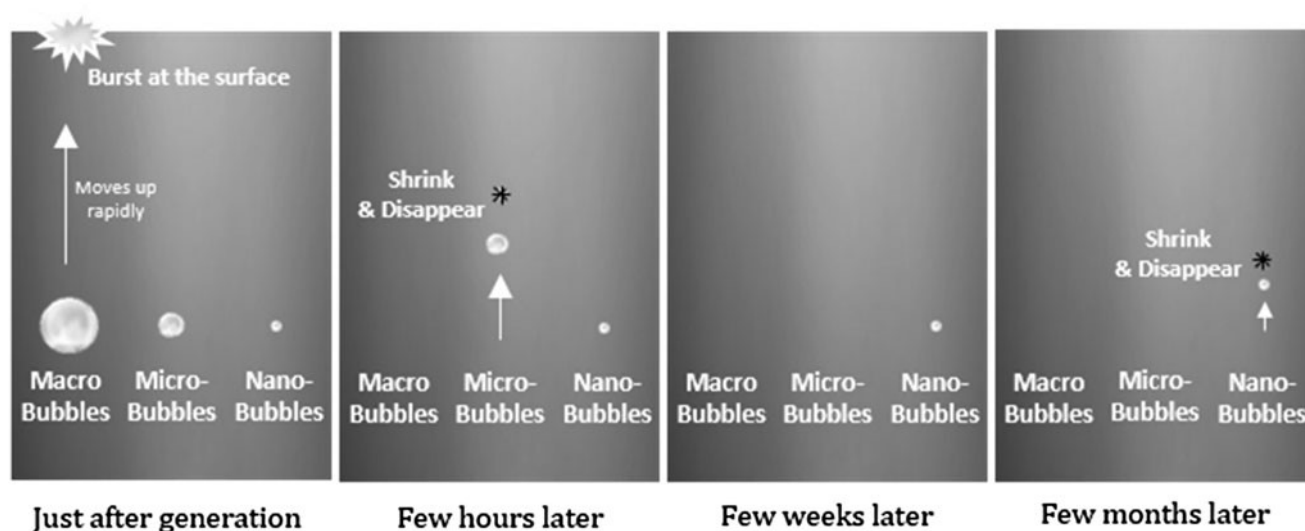 Burst at the surface
Moves up
rapidly
Macro
Bubbles
Micro-
Bubbles
Nano-
Bubbles
Just after generation
Shrink
& Disappear
Macro
Bubbles
Micro-
Bubbles
Nano-
Bubbles
Few hours later
Macro
Bubbles
Micro-
Bubbles
Nano-
Bubbles
Few weeks later
Shrink
& Disappear
Macro
Bubbles
Micro-
Bubbles
Nano-
Bubbles
Few months later